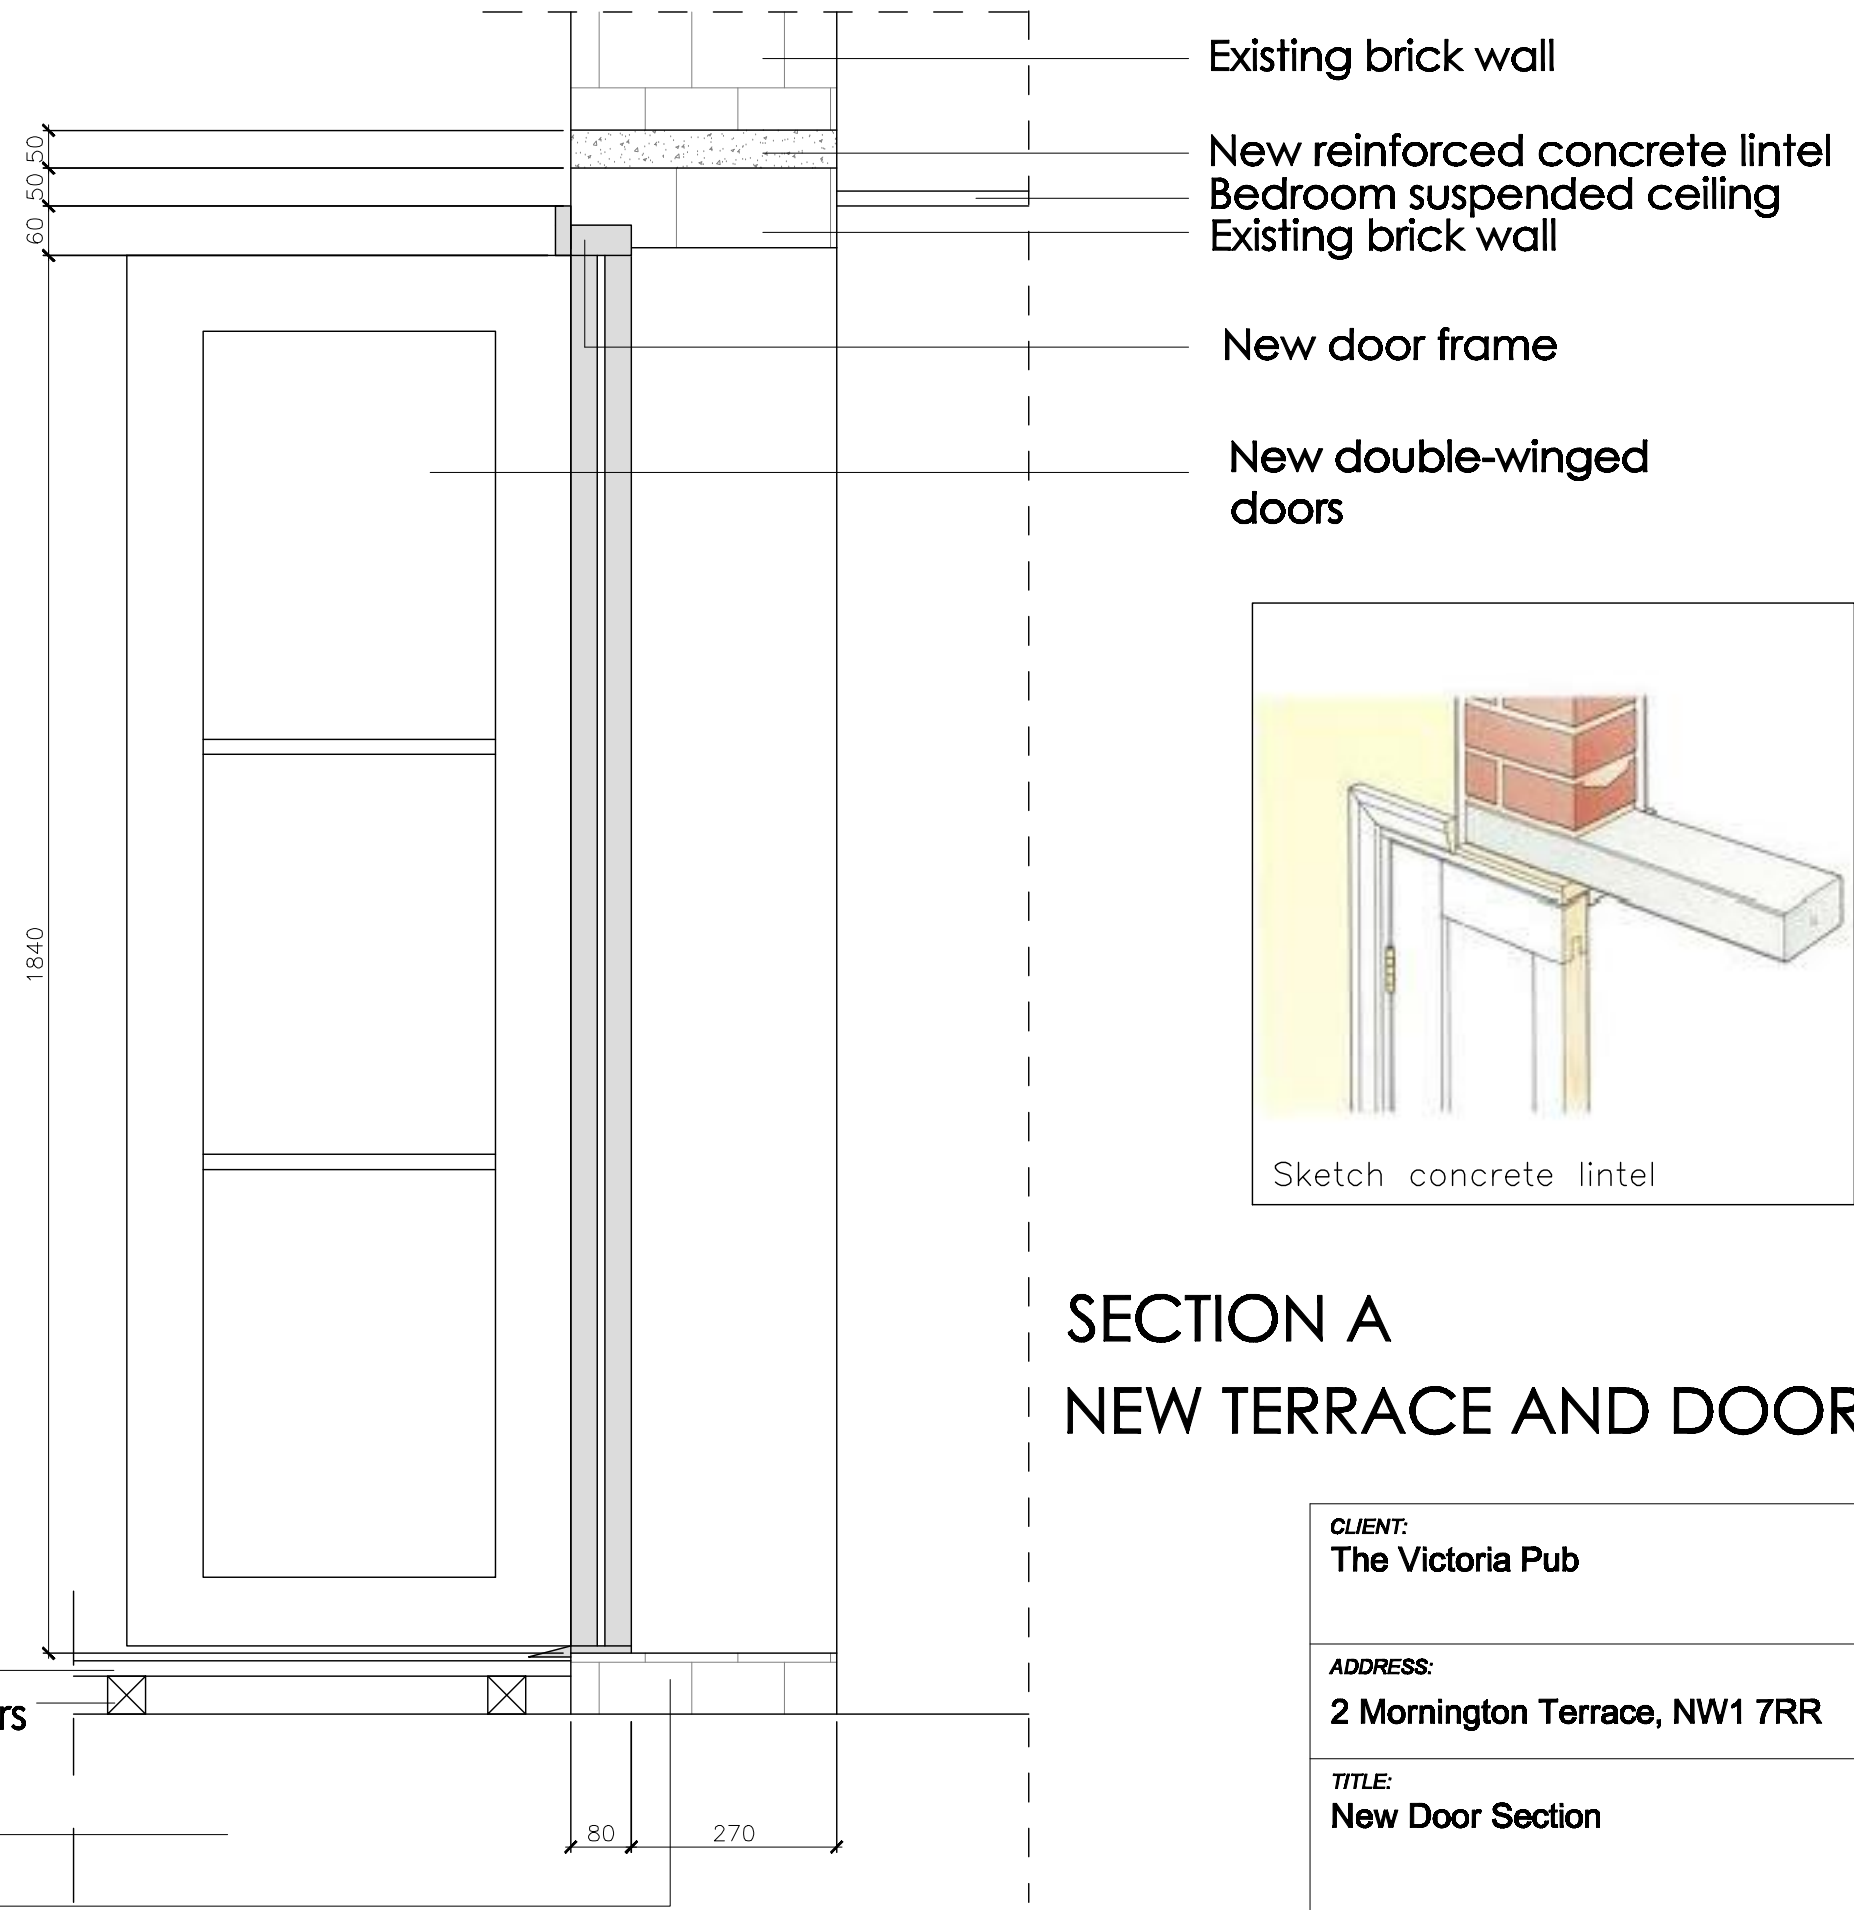 Existing brick wall
New reinforced concrete lintel
Bedroom suspended ceiling
Existing brick wall
New door frame
New double-winged
doors
50
50
60
1840
Sketch concrete lintel
SECTION A
NEW TERRACE AND DOOR
CLIENT:
The Victoria Pub
ADDRESS:
2 Mornington Terrace, NW1 7RR
TITLE:
New Door Section
rs
80
270